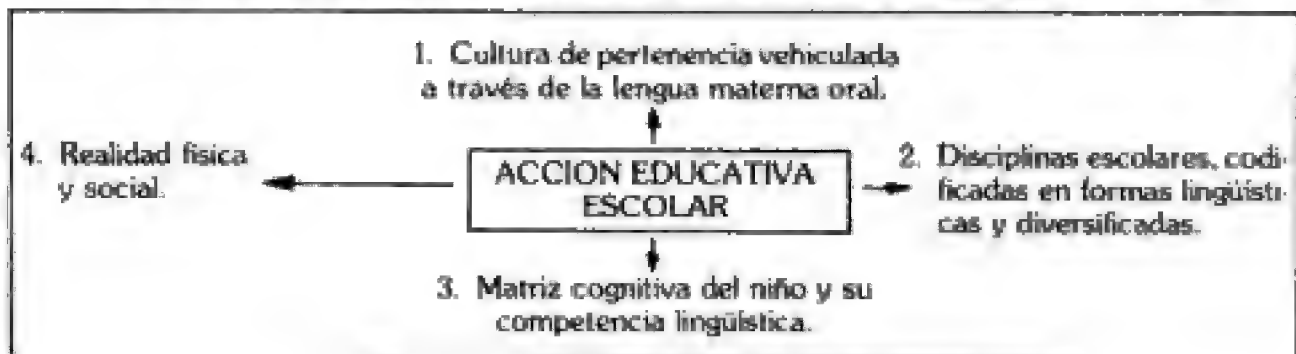 1. Cultura de pertenencia vehiculada
a través de la lengua materna oral.
4. Realidad física
y social.
ACCION EDUCATIVA
ESCOLAR
2. Disciplinas escolares, codi-
ficadas en formas lingüísti-
cas y diversificadas.
3. Matriz cognitiva del niño y su
competencia lingüística.